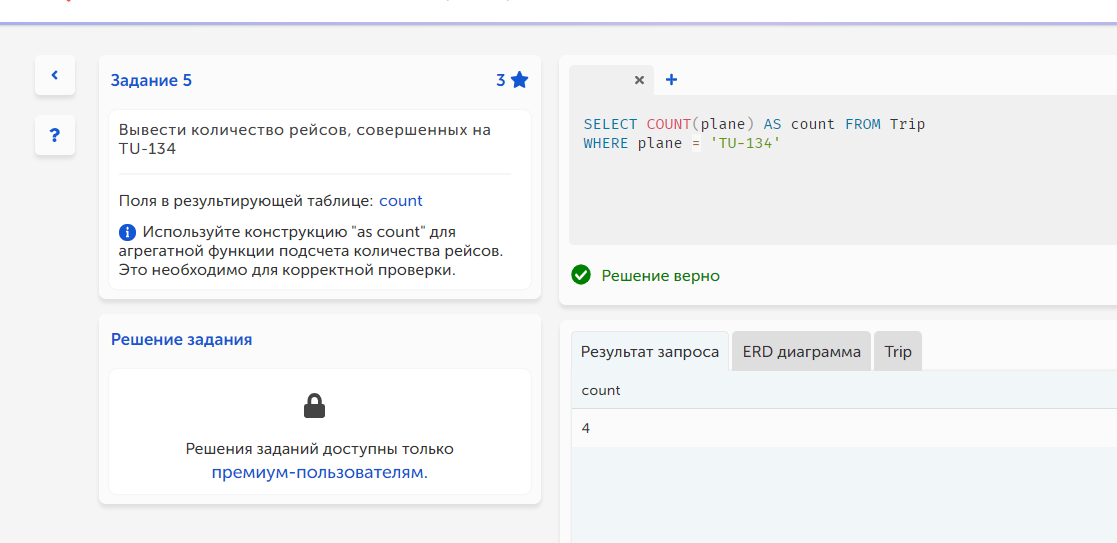 Задание 5
3
Вывести количество рейсов, совершенных на
TU-134
Поля в результирующей таблице: count
Используйте конструкцию "as count" для
агрегатной функции подсчета количества рейсов.
Это необходимо для корректной проверки.
Решение задания
Решения заданий доступны только
премиум-пользователям.
SELECT COUNT(plane) AS count FROM Trip
WHERE plane = 'TU-134'
Решение верно
Результат запроса
ERD диаграмма
Trip
count
4